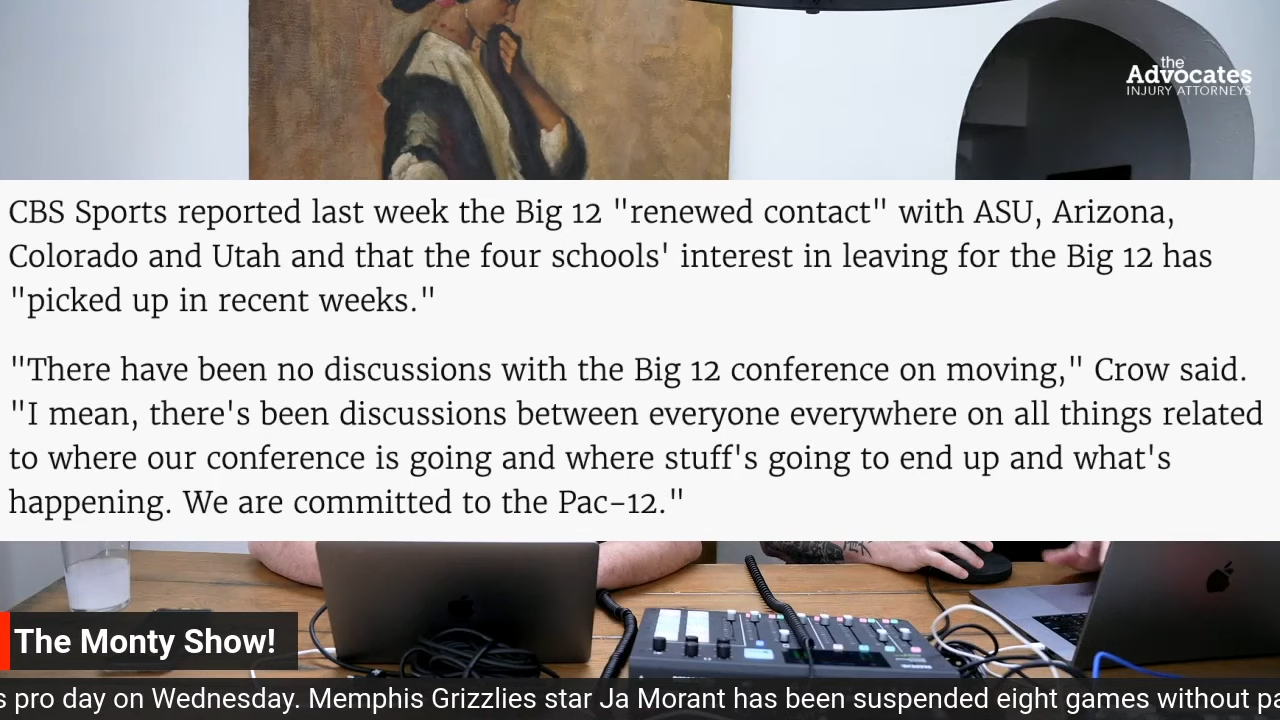 the
Advocates
INJURY ATTORNEYS
CBS Sports reported last week the Big 12 "renewed contact" with ASU, Arizona,
Colorado and Utah and that the four schools' interest in leaving for the Big 12 has
"picked up in recent weeks."
"There have been no discussions with the Big 12 conference on moving," Crow said.
"I mean, there's been discussions between everyone everywhere on all things related
to where our conference is going and where stuff's going to end up and what's
happening. We are committed to the Pac-12."
The Monty Show!
s pro day on Wednesday. Memphis Grizzlies star Ja Morant has been suspended eight games without pa